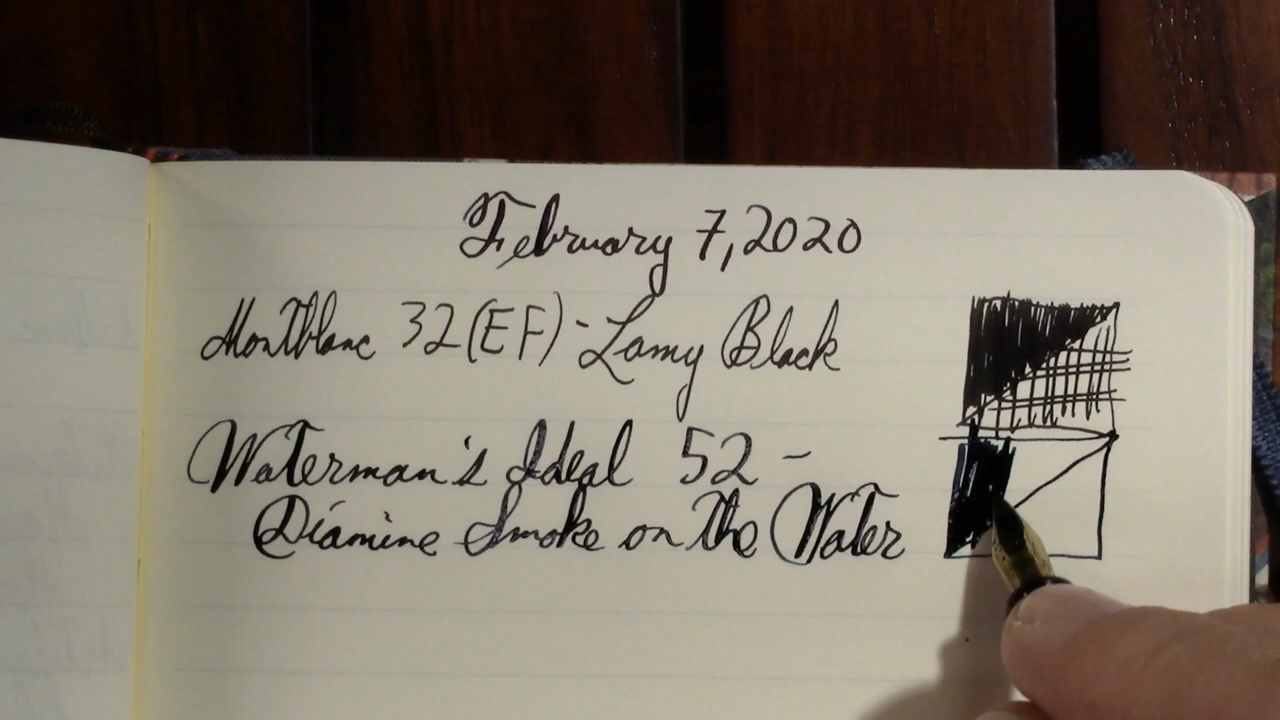 February 7, 2020
Montblanc 32 (EF) - Lamy Black
Waterman's Ideal 52 -
Diamine Smoke on the Water